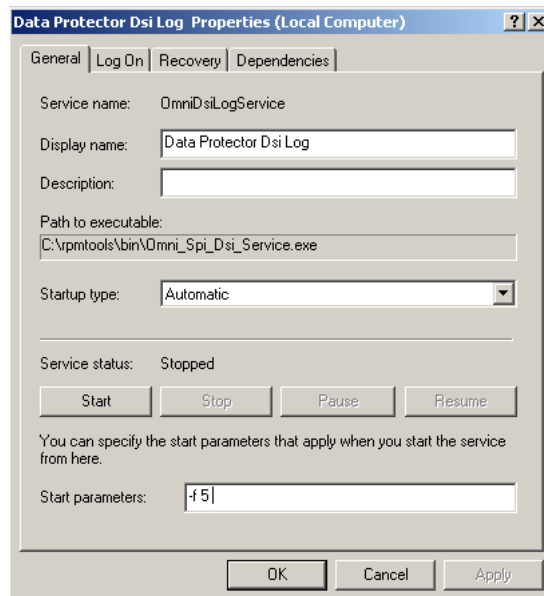 Data Protector Dsi Log Properties (Local Computer)
General Log On Recovery Dependencies
Service name: OmniDsiLogService
Display name: Data Protector Dsi Log
Description:
Path to executable:
C:\rpmtools\bin\Omni_Spi_Dsi_Service.exe
Startup type: Automatic
Service status: Stopped
Start Stop Pause Resume
You can specify the start parameters that apply when you start the service
from here.
Start parameters: -f 5
OK Cancel Apply